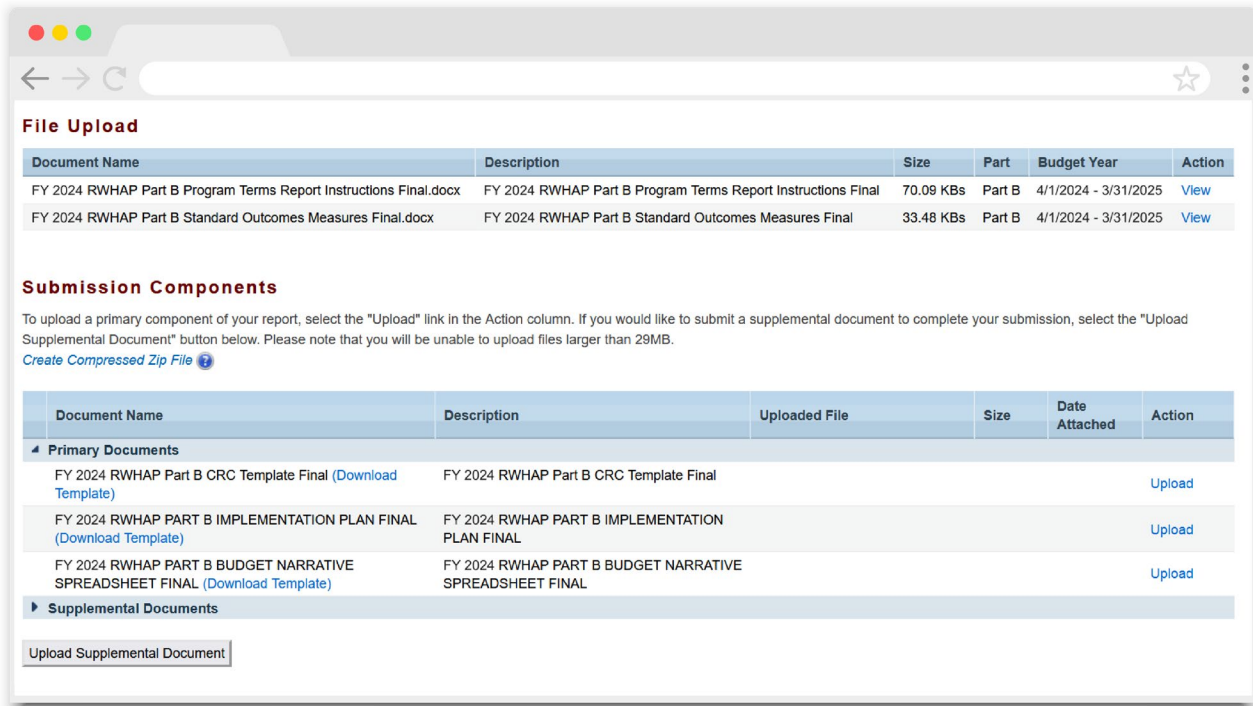 File Upload
Document Name Description Size Part Budget Year Action
FY 2024 RWHAP Part B Program Terms Report Instructions Final.docx FY 2024 RWHAP Part B Program Terms Report Instructions Final 70.09 KBs Part B 4/1/2024 - 3/31/2025 View
FY 2024 RWHAP Part B Standard Outcomes Measures Final.docx FY 2024 RWHAP Part B Standard Outcomes Measures Final 33.48 KBs Part B 4/1/2024 - 3/31/2025 View
Submission Components
To upload a primary component of your report, select the "Upload" link in the Action column. If you would like to submit a supplemental document to complete your submission, select the "Upload
Supplemental Document" button below. Please note that you will be unable to upload files larger than 29MB.
Create Compressed Zip File ?
Document Name Description Uploaded File Size Date Attached Action
Primary Documents
FY 2024 RWHAP Part B CRC Template Final (Download FY 2024 RWHAP Part B CRC Template Final
Template) Upload
FY 2024 RWHAP PART B IMPLEMENTATION PLAN FINAL FY 2024 RWHAP PART B IMPLEMENTATION
(Download Template) PLAN FINAL Upload
FY 2024 RWHAP PART B BUDGET NARRATIVE FY 2024 RWHAP PART B BUDGET NARRATIVE
SPREADSHEET FINAL (Download Template) SPREADSHEET FINAL Upload
Supplemental Documents
Upload Supplemental Document